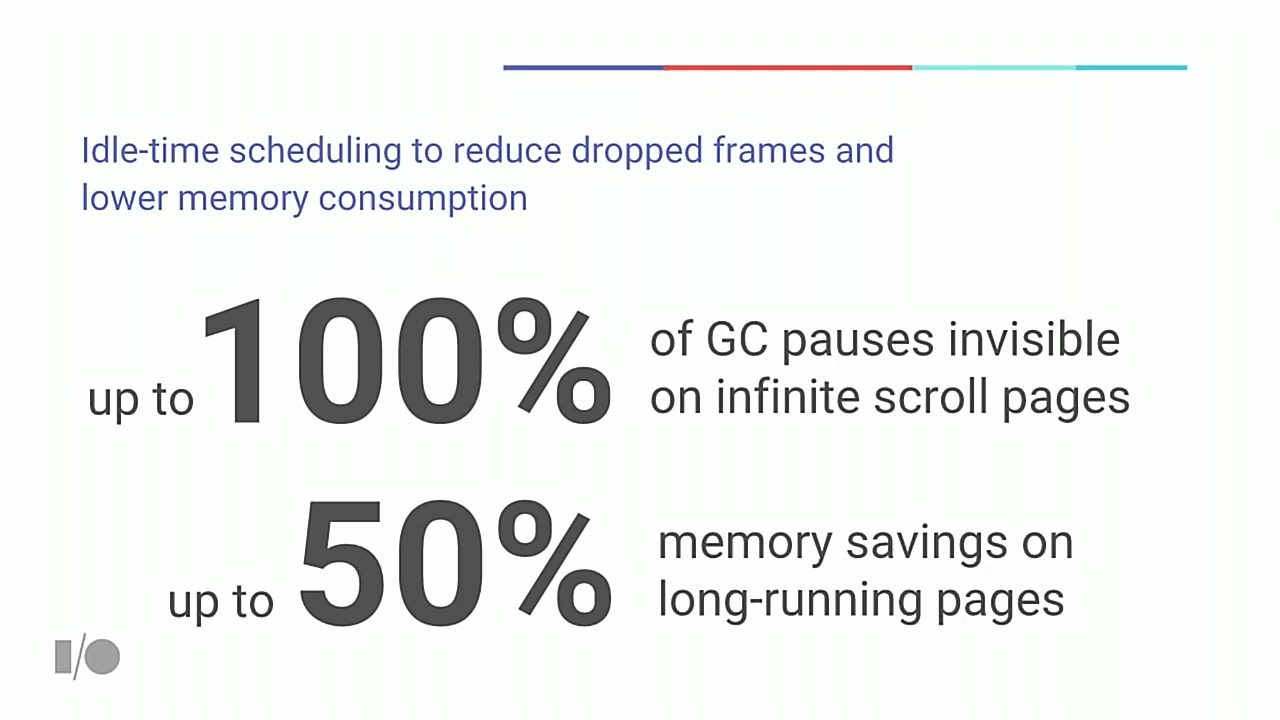 Idle-time scheduling to reduce dropped frames and
lower memory consumption
up to 100% of GC pauses invisible
on infinite scroll pages
up to 50% memory savings on
long-running pages
I/O